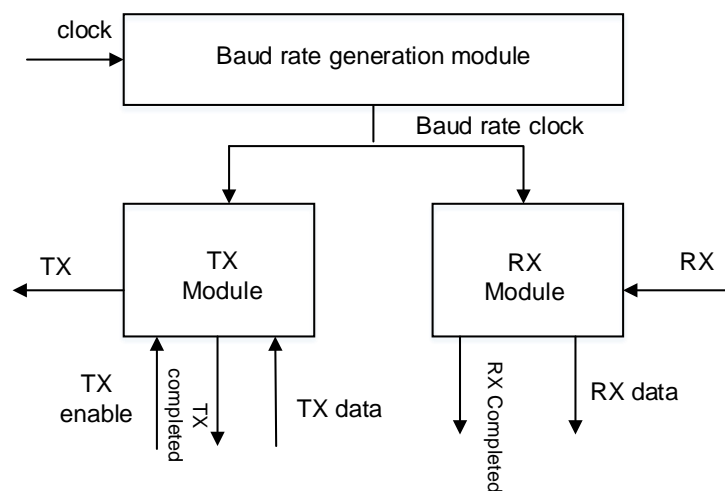 clock
Baud rate generation module
Baud rate clock
TX
TX
Module
RX
Module
RX
TX
enable
TX
completed
TX data
RX Completed
RX data